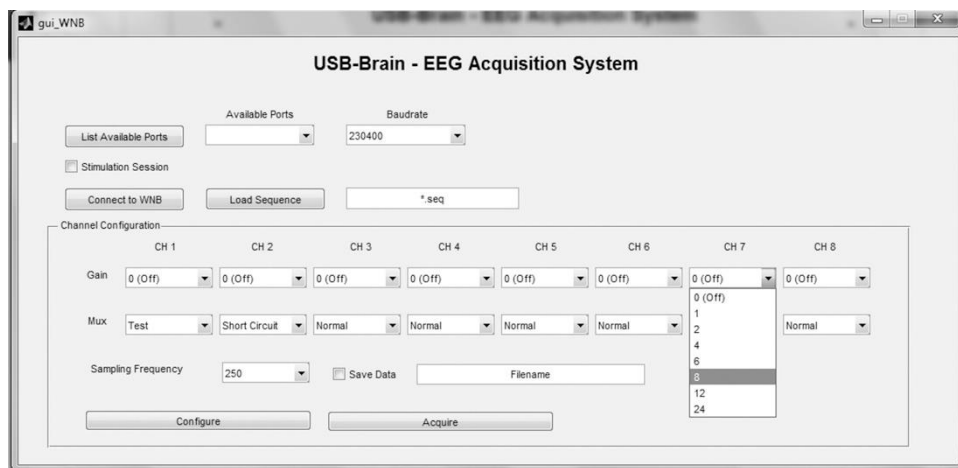 gui_WNB
USB-Brain - EEG Acquisition System
USB-Brain - EEG Acquisition System
Available Ports Baudrate
List Available Ports 230400
Stimulation Session
Connect to WNB Load Sequence *.seq
Channel Configuration
CH 1 CH 2 CH 3 CH 4 CH 5 CH 6 CH 7 CH 8
Gain 0 (Off) 0 (Off) 0 (Off) 0 (Off) 0 (Off) 0 (Off) 0 (Off) 0 (Off)
0 (Off)
1
Mux Test Short Circuit Normal Normal Normal Normal Normal
2
4
6
Sampling Frequency 250 Save Data Filename
8
12
24
Configure Acquire